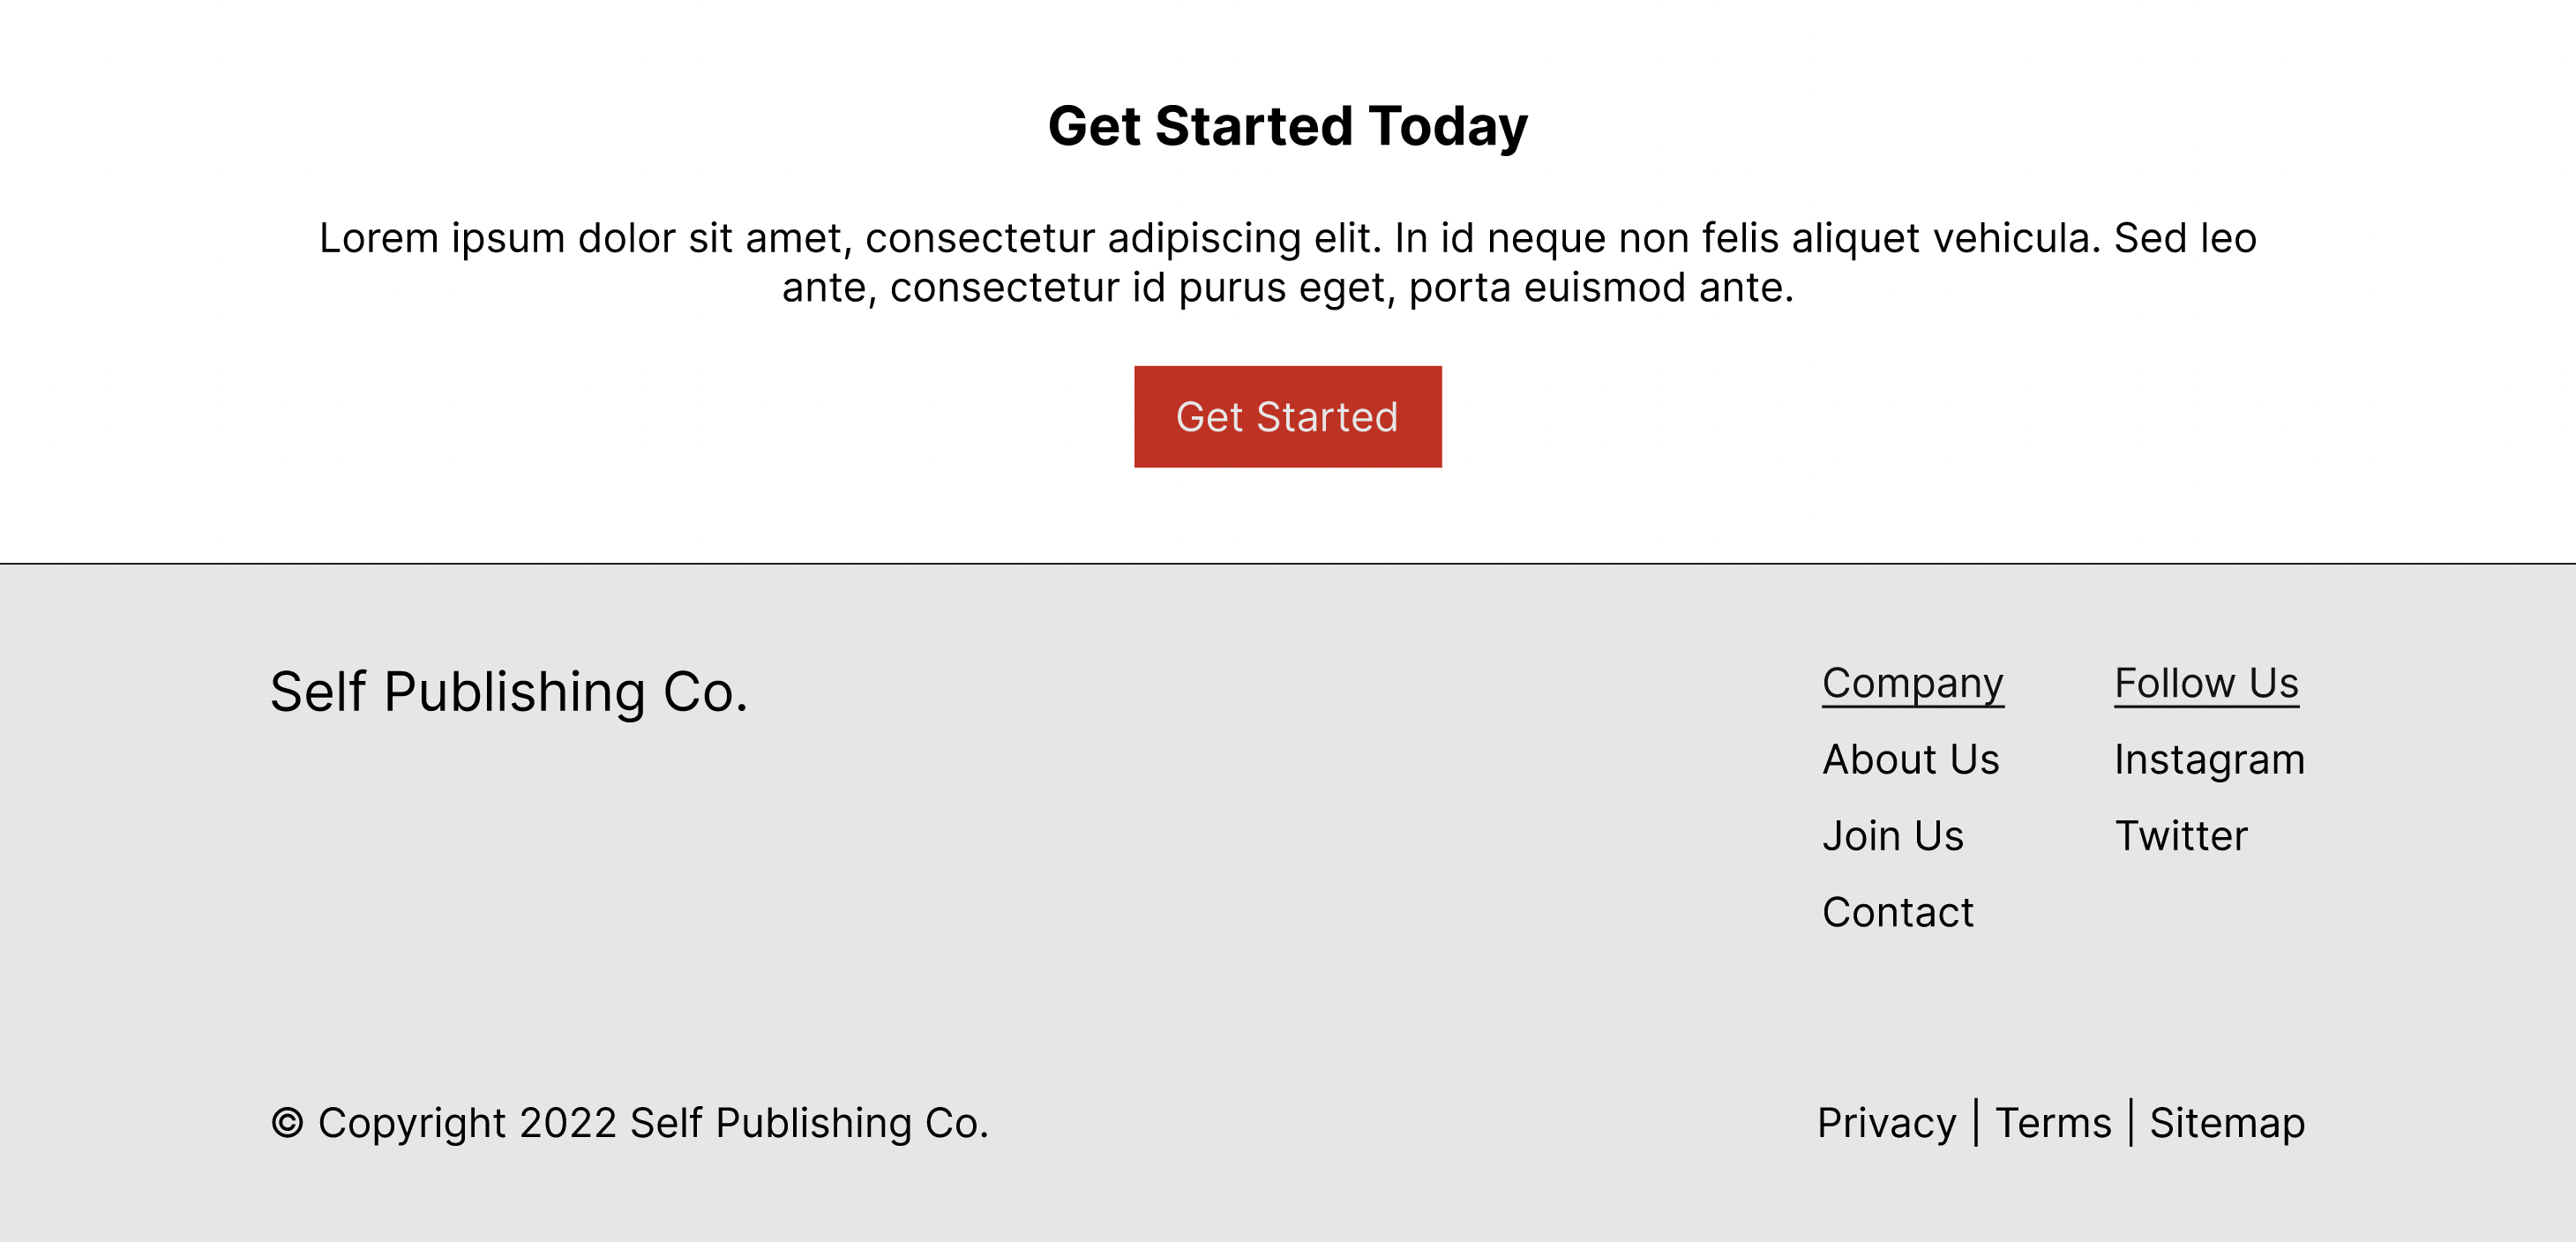 Get Started Today
Lorem ipsum dolor sit amet, consectetur adipiscing elit. In id neque non felis aliquet vehicula. Sed leo
ante, consectetur id purus eget, porta euismod ante.
Get Started
Self Publishing Co.
Company
About Us
Join Us
Contact
Follow Us
Instagram
Twitter
© Copyright 2022 Self Publishing Co.
Privacy | Terms | Sitemap